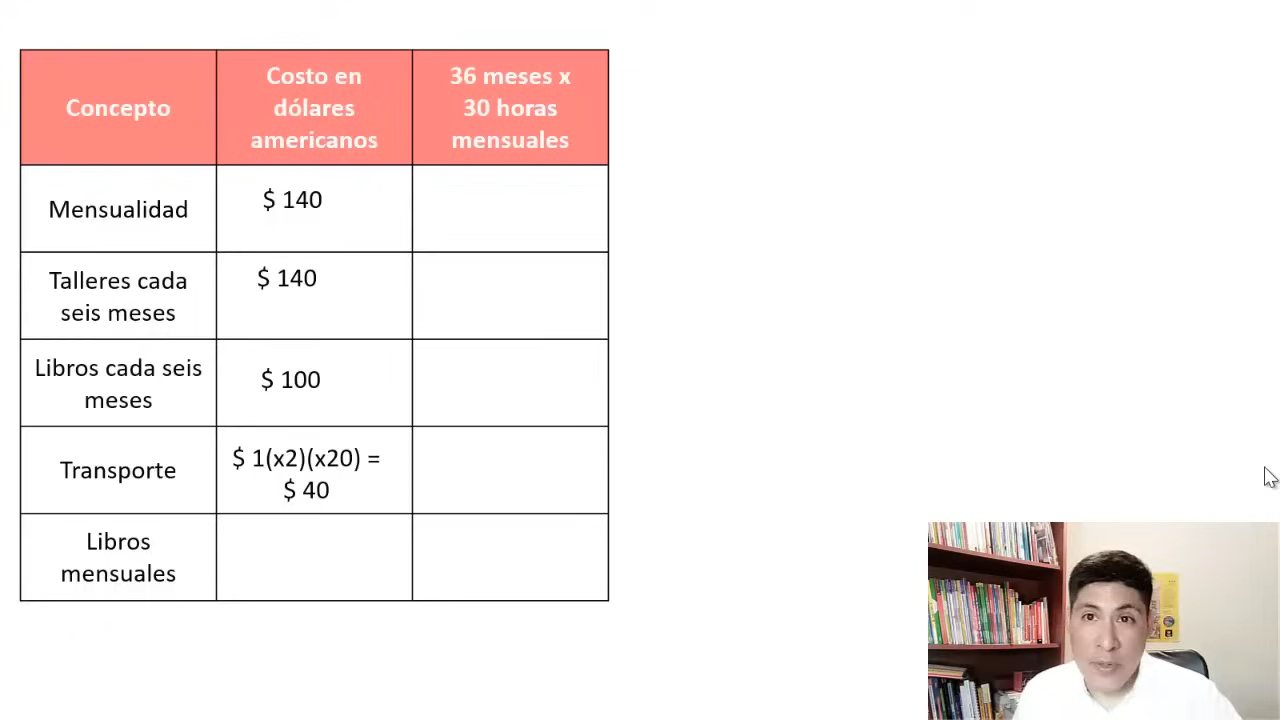 Concepto
Costo en
dólares
americanos
36 meses x
30 horas
mensuales
Mensualidad
$ 140
Talleres cada
seis meses
$ 140
Libros cada seis
meses
$ 100
Transporte
$ 1(x2)(x20) =
$ 40
Libros
mensuales